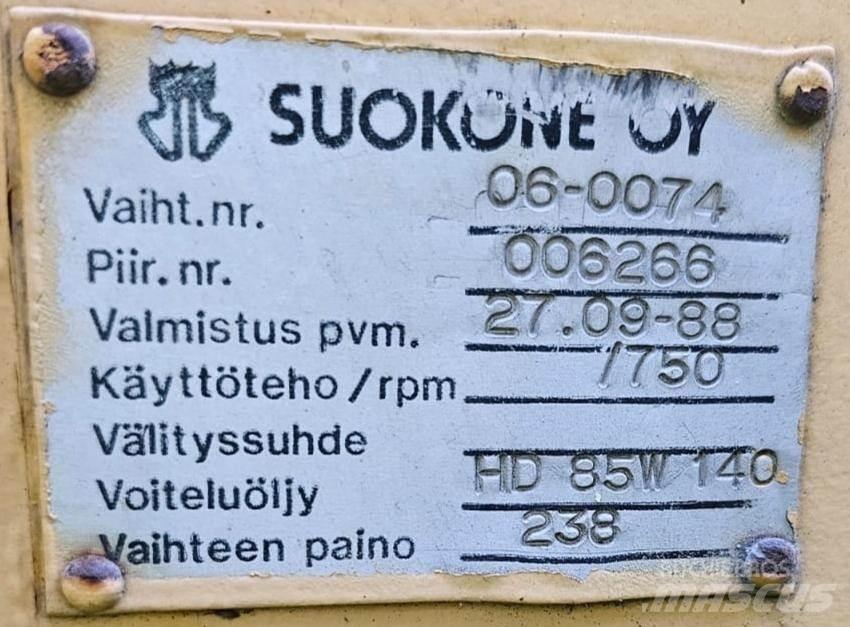 SUOKONE OY
Vaiht.nr. 06-0074
Piir.nr. 006266
Valmistus pvm. 27.09-88
Käyttöteho/rpm /750
Välityssuhde
Voiteluöljy HD 85W 140
Vaihteen paino 238
MASCUS